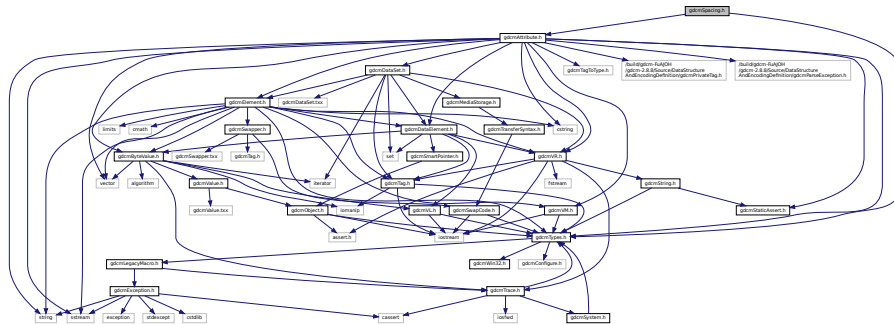 gdcmSpacing.h
gdcmAttribute.h
gdcmDataSet.h
gdcmTagToType.h
/build/gdcm-FuAjOM
/gdcm-2.8.8/Source/DataStructure
AndEncodingDefinition/gdcmPrivateTag.h
/build/gdcm-FuAjOM
/gdcm-2.8.8/Source/DataStructure
AndEncodingDefinition/gdcmParseException.h
gdcmElement.h
gdcmDataSet.txx
gdcmMediaStorage.h
limits
cmath
gdcmSwapper.h
gdcmDataElement.h
gdcmTransferSyntax.h
cstring
gdcmByteValue.h
gdcmSwapper.txx
gdcmTag.h
set
gdcmSmartPointer.h
gdcmVR.h
vector
algorithm
gdcmValue.h
iterator
gdcmTag.h
fstream
gdcmString.h
gdcmValue.txx
gdcmObject.h
iomanip
gdcmVL.h
gdcmSwapCode.h
gdcmVM.h
gdcmStaticAssert.h
assert.h
iostream
gdcmTypes.h
gdcmLegacyMacro.h
gdcmWin32.h
gdcmConfigure.h
gdcmException.h
gdcmTrace.h
string
sstream
exception
stdexcept
cstdlib
cassert
iosfwd
gdcmSystem.h